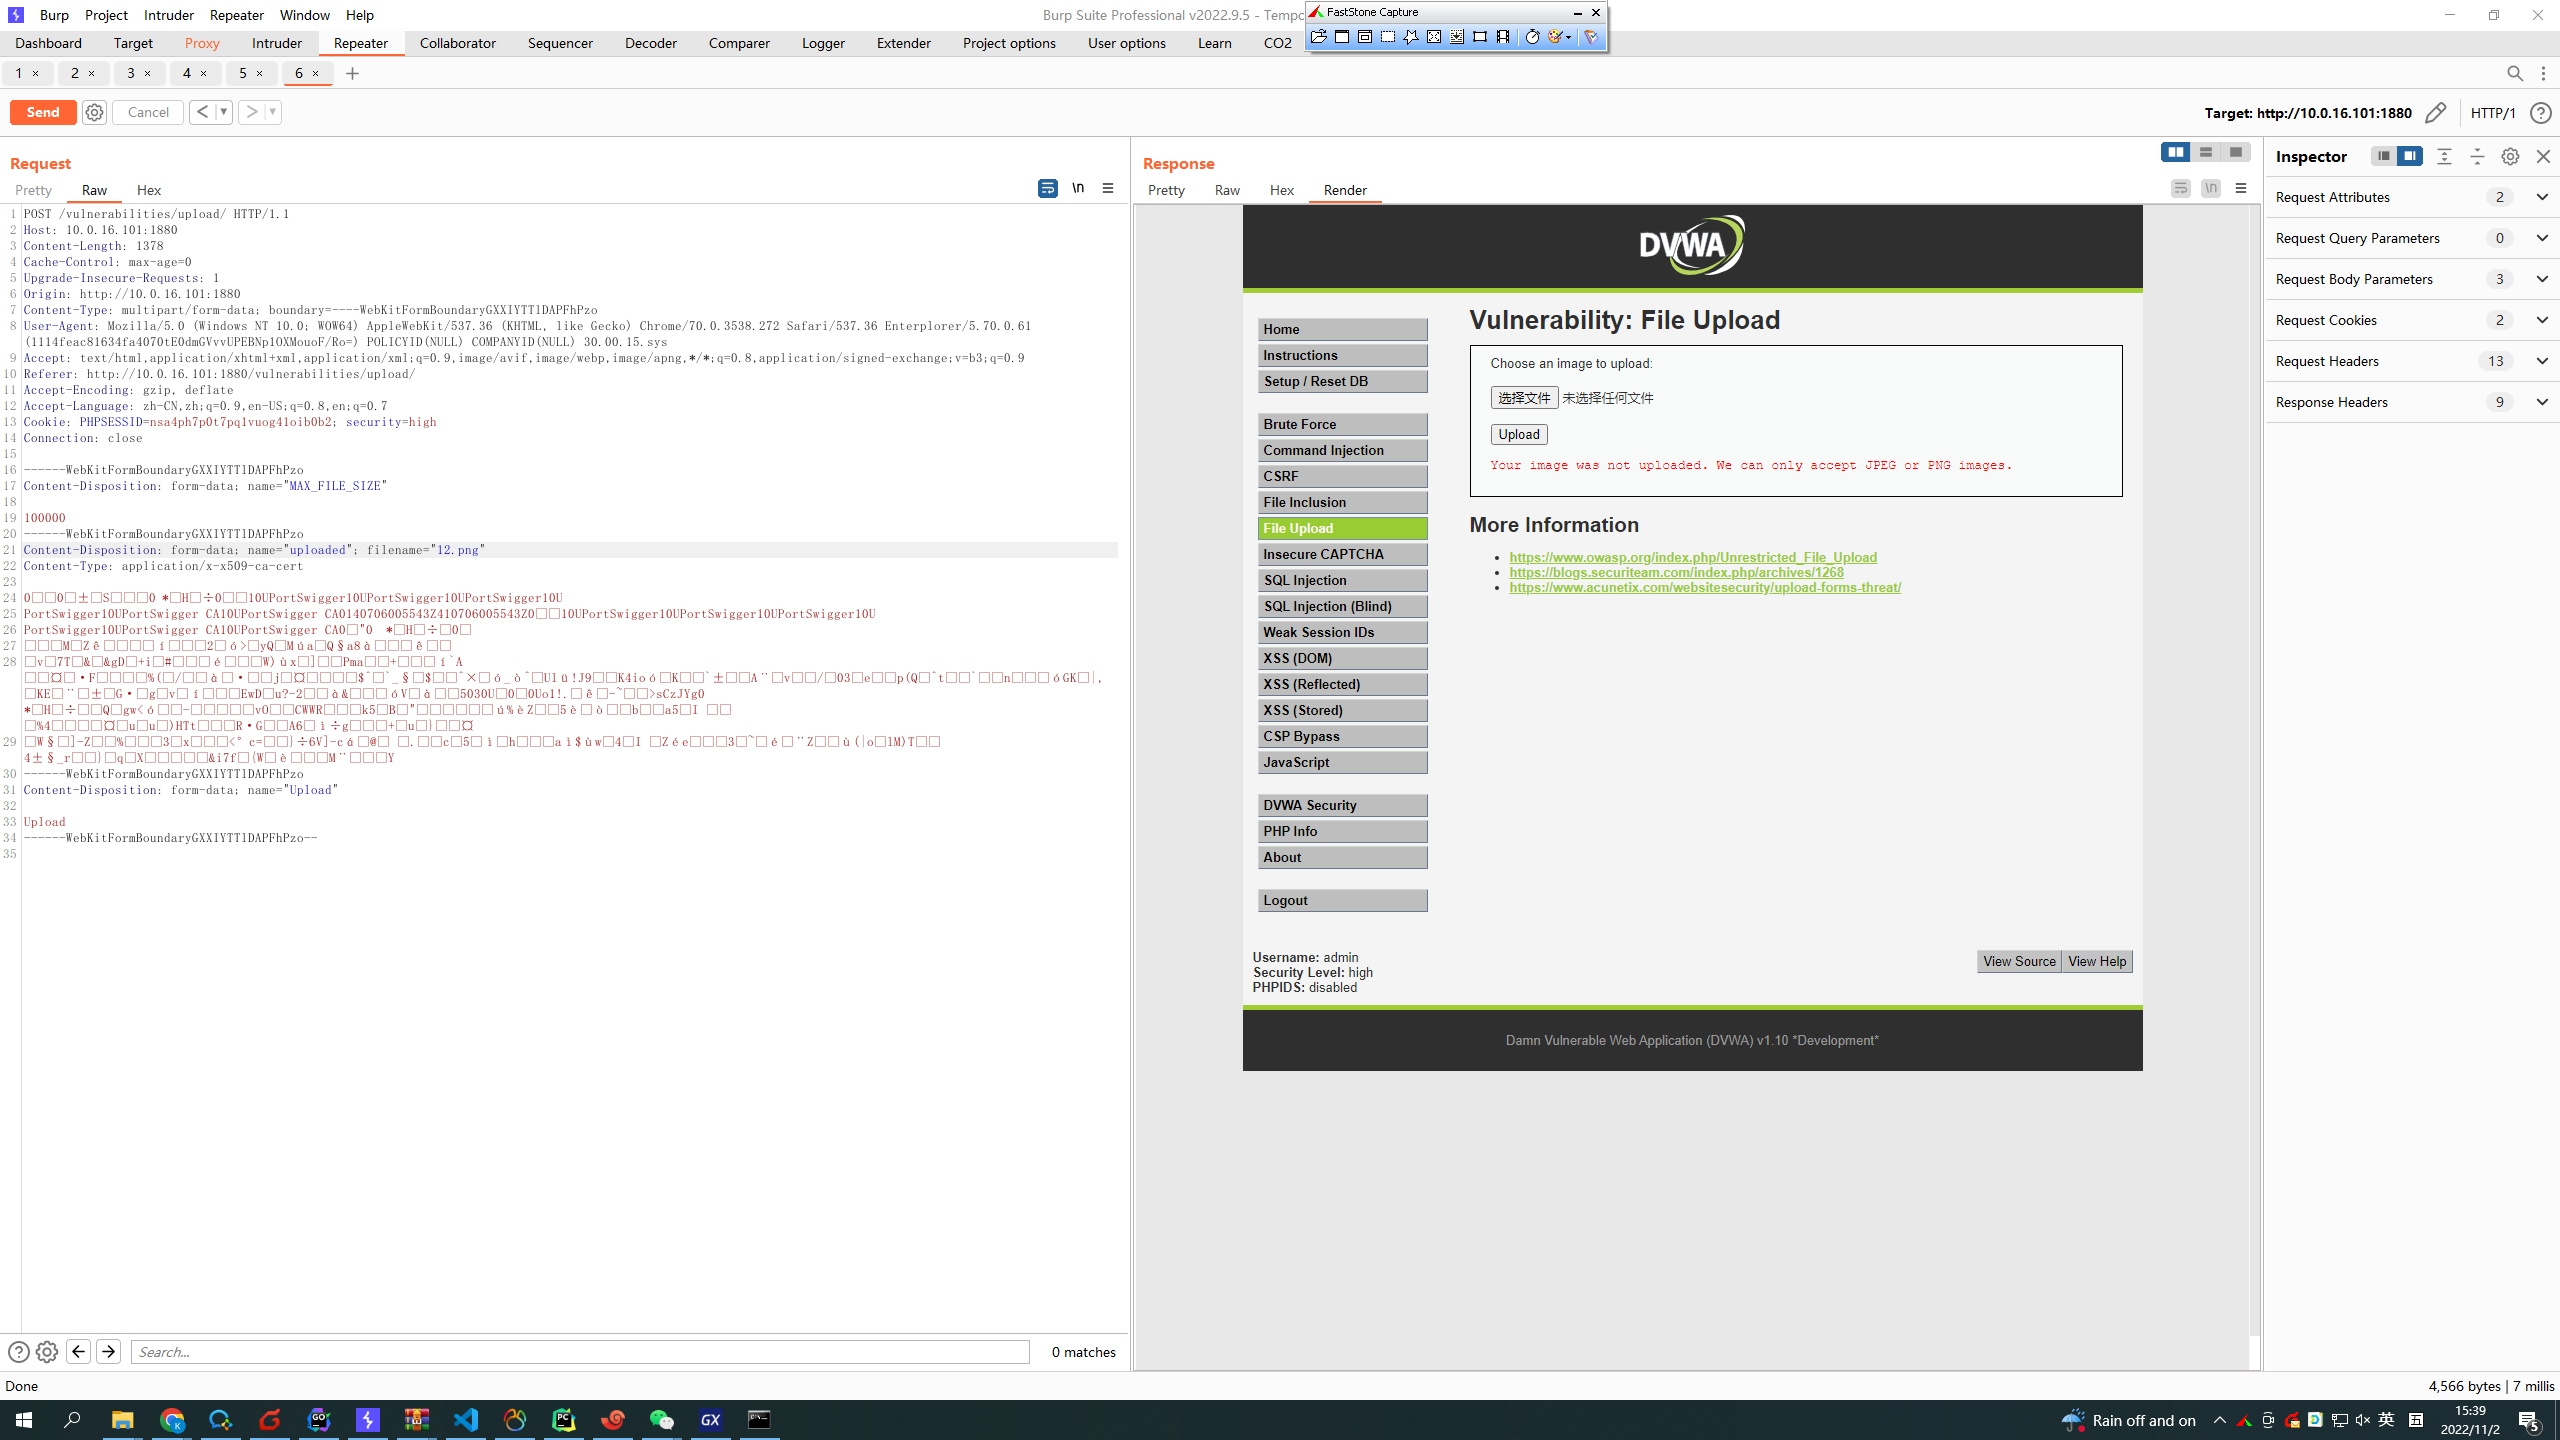 Burp Project Intruder Repeater Window Help
Burp Suite Professional v2022.9.5 - Tempo
FastStone Capture
Dashboard Target Proxy Intruder Repeater Collaborator Sequencer Decoder Comparer Logger Extender Project options User options Learn CO2
1 × 2 × 3 × 4 × 5 × 6 × +
Send Cancel < >
Target: http://10.0.16.101:1880 HTTP/1
Request
Pretty Raw Hex
\n
1 POST /vulnerabilities/upload/ HTTP/1.1
2 Host: 10.0.16.101:1880
3 Content-Length: 1378
4 Cache-Control: max-age=0
5 Upgrade-Insecure-Requests: 1
6 Origin: http://10.0.16.101:1880
7 Content-Type: multipart/form-data; boundary=----WebKitFormBoundaryGXXIYTTlDAPFhPzo
8 User-Agent: Mozilla/5.0 (Windows NT 10.0; WOW64) AppleWebKit/537.36 (KHTML, like Gecko) Chrome/70.0.3538.272 Safari/537.36 Enterplorer/5.70.0.61
POLICYID(NULL) COMPANYID(NULL) 30.00.15.sys
9 Accept: text/html,application/xhtml+xml,application/xml;q=0.9,image/avif,image/webp,image/apng,*/*;q=0.8,application/signed-exchange;v=b3;q=0.9
10 Referer: http://10.0.16.101:1880/vulnerabilities/upload/
11 Accept-Encoding: gzip, deflate
12 Accept-Language: zh-CN,zh;q=0.9,en-US;q=0.8,en;q=0.7
13 Cookie: PHPSESSID=nsa4ph7p0t7pq1vuog41oib0b2; security=high
14 Connection: close
15
16 ------WebKitFormBoundaryGXXIYTTlDAPFhPzo
17 Content-Disposition: form-data; name="MAX_FILE_SIZE"
18
19 100000
20 ------WebKitFormBoundaryGXXIYTTlDAPFhPzo
21 Content-Disposition: form-data; name="uploaded"; filename="12.png"
22 Content-Type: application/x-x509-ca-cert
23
24 10UPortSwigger10UPortSwigger10UPortSwigger10U
25 PortSwigger10UPortSwigger CA10UPortSwigger CA0140706005543Z410706005543Z0 10UPortSwigger10UPortSwigger10UPortSwigger10U
26 PortSwigger10UPortSwigger CA10UPortSwigger CA0
27
28
29
30 ------WebKitFormBoundaryGXXIYTTlDAPFhPzo
31 Content-Disposition: form-data; name="Upload"
32
33 Upload
34 ------WebKitFormBoundaryGXXIYTTlDAPFhPzo--
35
Search...
0 matches
Response
Pretty Raw Hex Render
\n
DVWA
Home
Instructions
Setup / Reset DB
Brute Force
Command Injection
CSRF
File Inclusion
File Upload
Insecure CAPTCHA
SQL Injection
SQL Injection (Blind)
Weak Session IDs
XSS (DOM)
XSS (Reflected)
XSS (Stored)
CSP Bypass
JavaScript
DVWA Security
PHP Info
About
Logout
Vulnerability: File Upload
Choose an image to upload:
选择文件 未选择任何文件
Upload
Your image was not uploaded. We can only accept JPEG or PNG images.
More Information
https://www.owasp.org/index.php/Unrestricted_File_Upload
https://blogs.securiteam.com/index.php/archives/1268
https://www.acunetix.com/websitesecurity/upload-forms-threat/
Username: admin
Security Level: high
PHPIDS: disabled
View Source View Help
Damn Vulnerable Web Application (DVWA) v1.10 *Development*
Inspector
Request Attributes 2
Request Query Parameters 0
Request Body Parameters 3
Request Cookies 2
Request Headers 13
Response Headers 9
Done
4,566 bytes | 7 millis
Rain off and on
英
15:39
2022/11/2
5